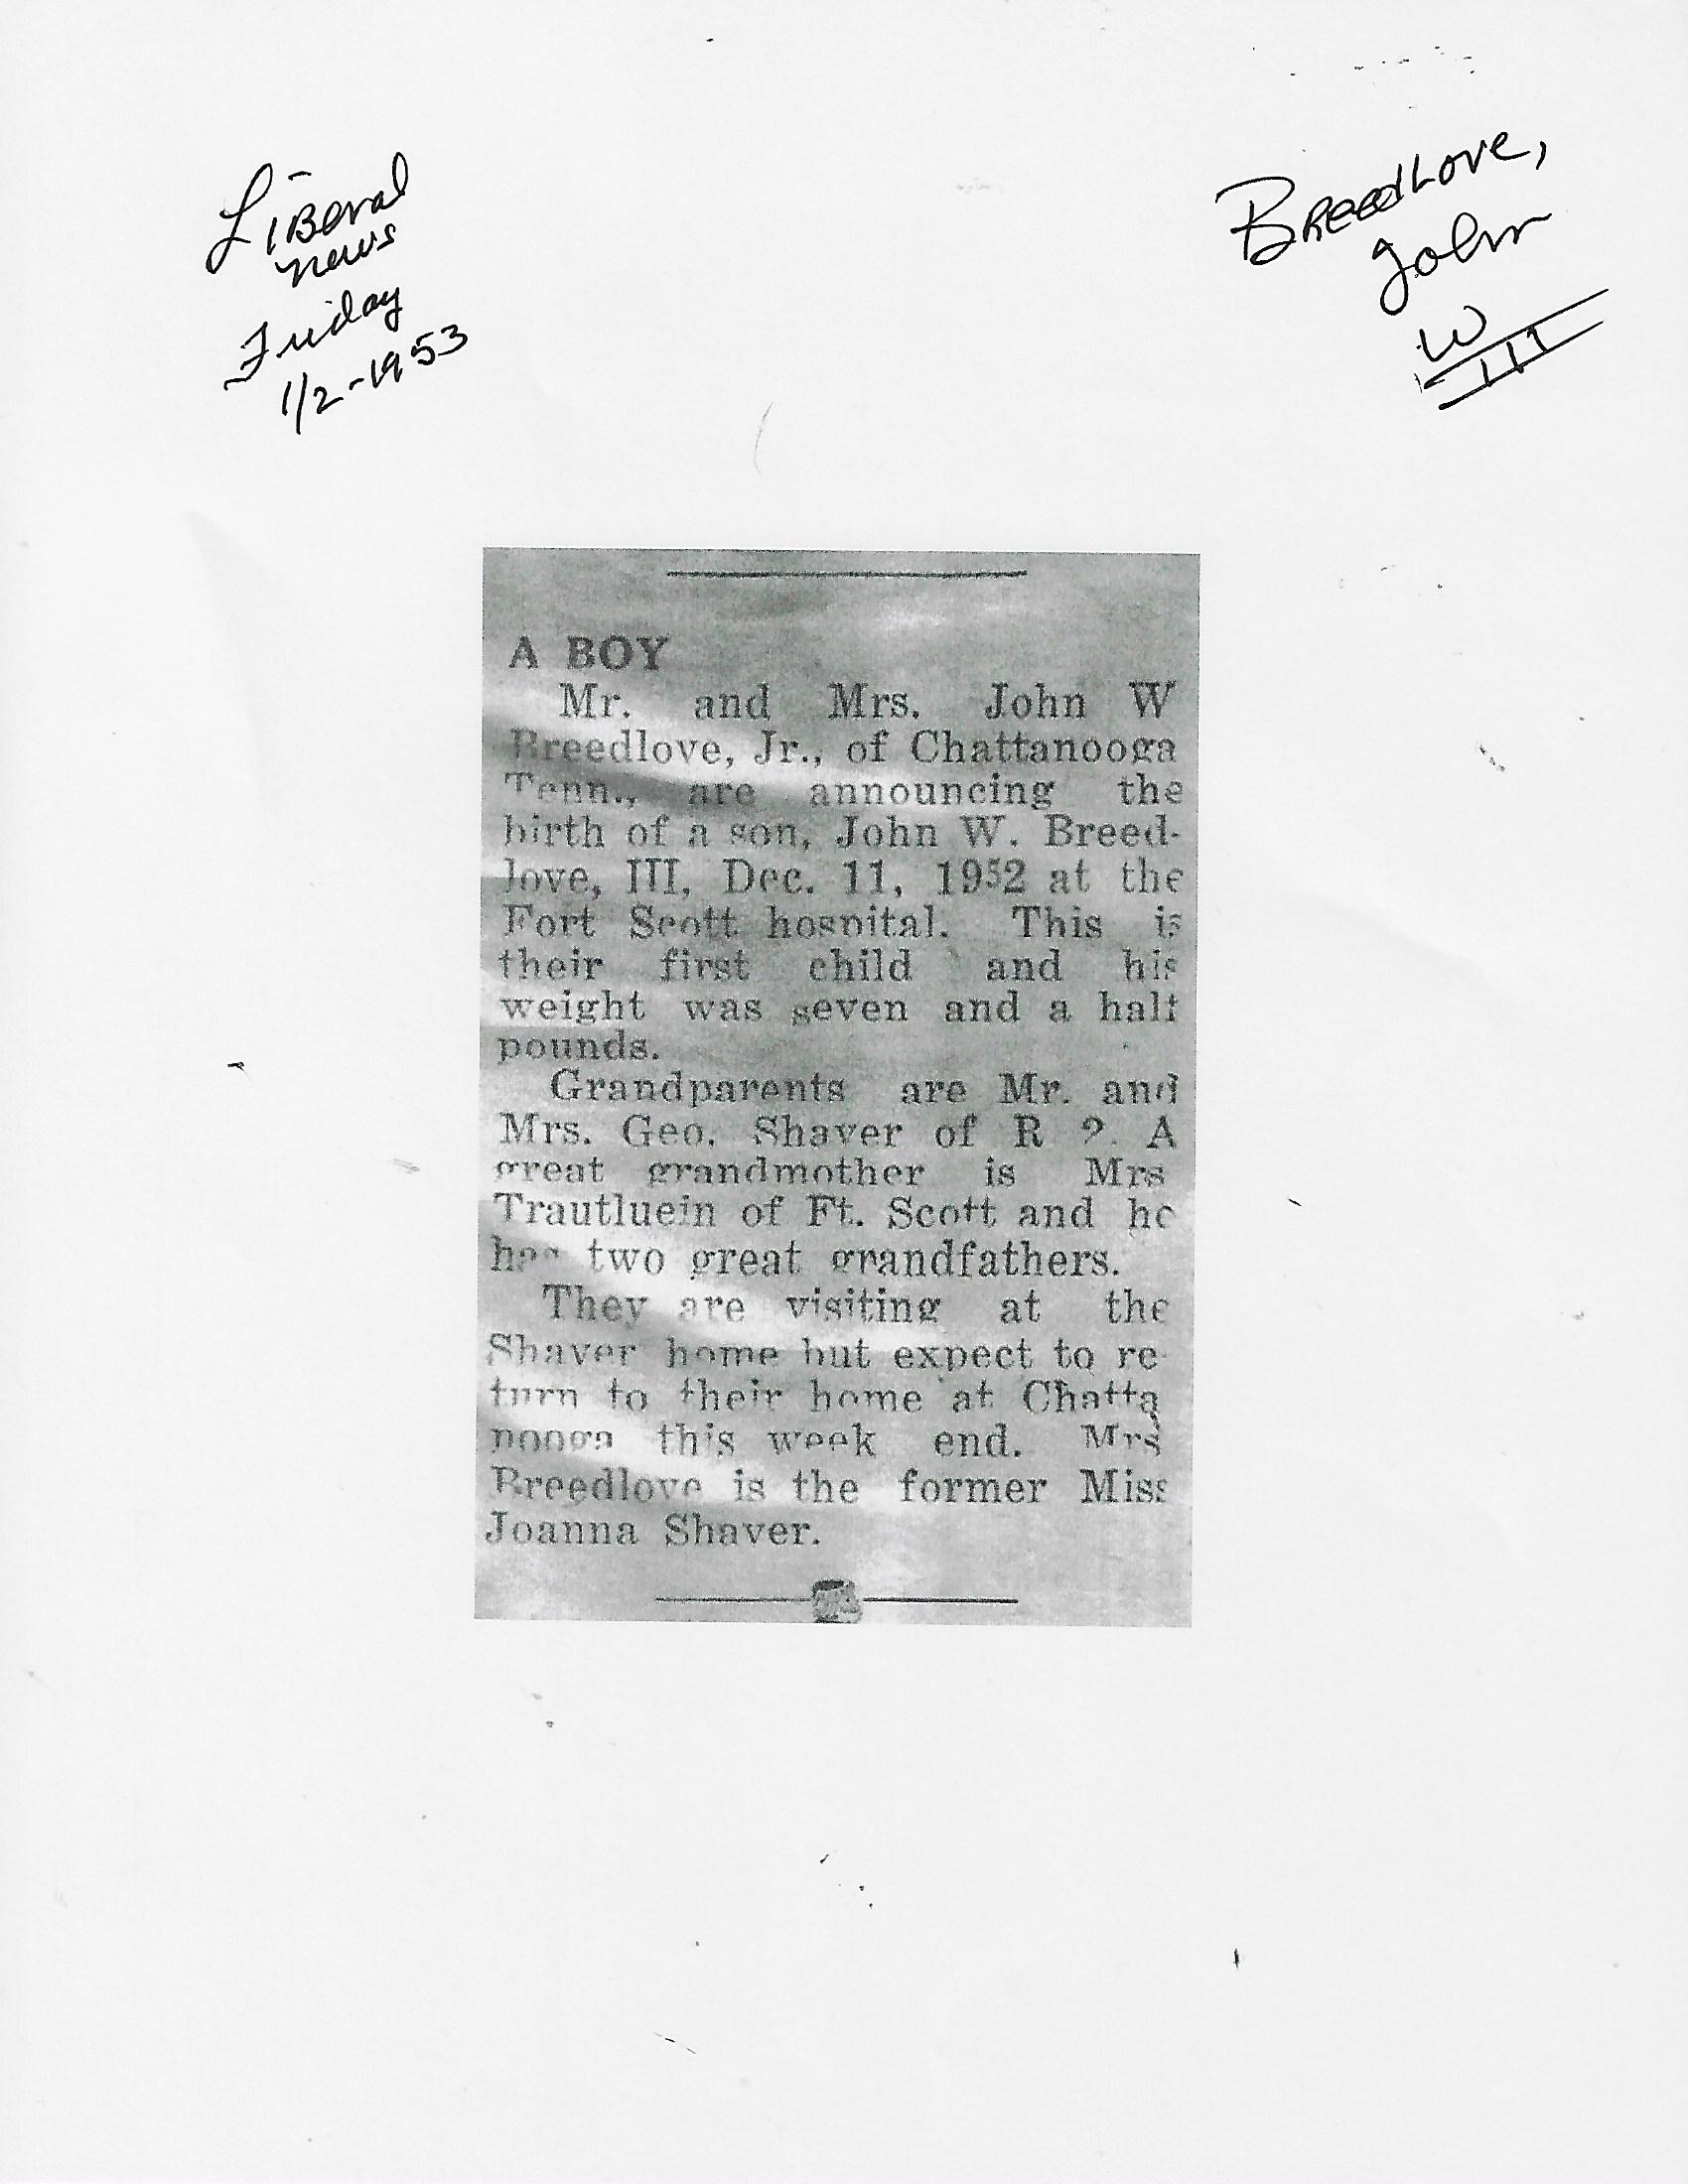 Liberal
news
Friday
1/2-1953
Breedlove,
John
W
III
A BOY
Mr. and Mrs. John W
Breedlove, Jr., of Chattanooga
Tenn., are announcing the
birth of a son, John W. Breed-
love, III, Dec. 11, 1952 at the
Fort Scott hospital. This is
their first child and his
weight was seven and a half
pounds.
Grandparents are Mr. and
Mrs. Geo. Shaver of R A
great grandmother is Mrs
Trautluein of Ft. Scott and he
has two great grandfathers.
They are visiting at the
Shaver home but expect to re-
turn to their home at Chatta
nooga this week end. Mrs
Breedlove is the former Miss
Joanna Shaver.